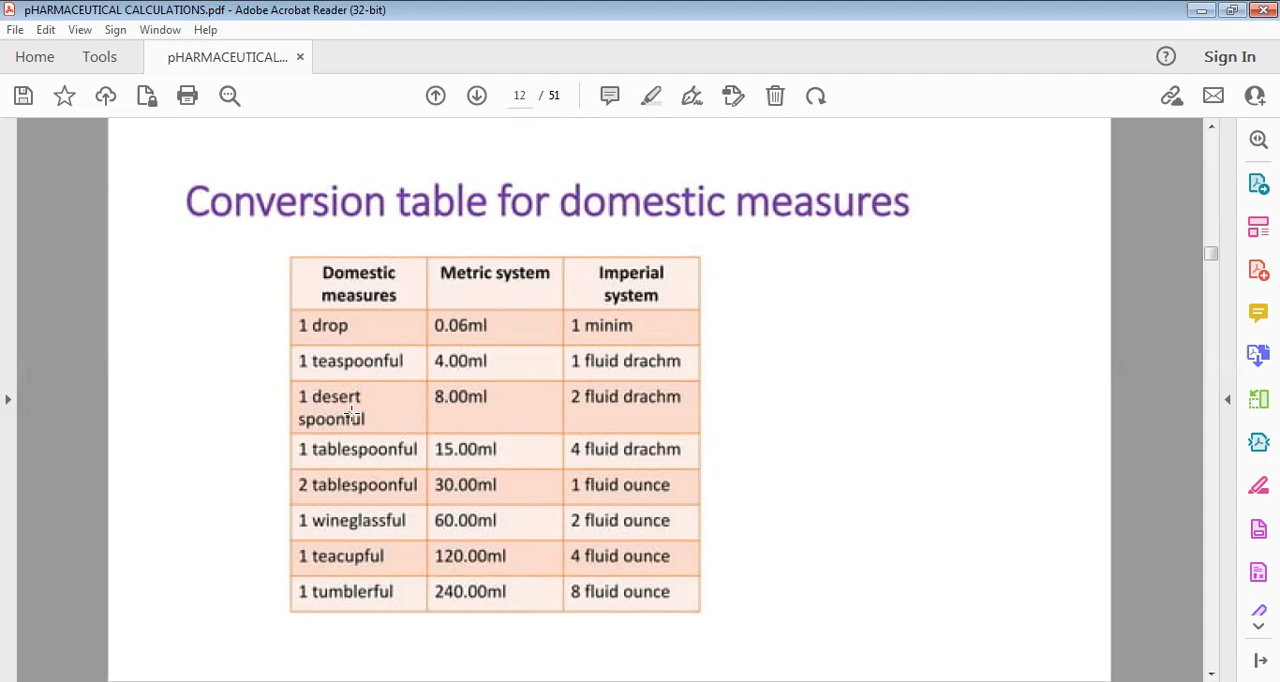 pHARMACEUTICAL CALCULATIONS.pdf - Adobe Acrobat Reader (32-bit)
File Edit View Sign Window Help
Home Tools pHARMACEUTICAL... × Sign In
12 / 51
Conversion table for domestic measures
Domestic measures Metric system Imperial system
1 drop 0.06ml 1 minim
1 teaspoonful 4.00ml 1 fluid drachm
1 desert spoonful 8.00ml 2 fluid drachm
1 tablespoonful 15.00ml 4 fluid drachm
2 tablespoonful 30.00ml 1 fluid ounce
1 wineglassful 60.00ml 2 fluid ounce
1 teacupful 120.00ml 4 fluid ounce
1 tumblerful 240.00ml 8 fluid ounce